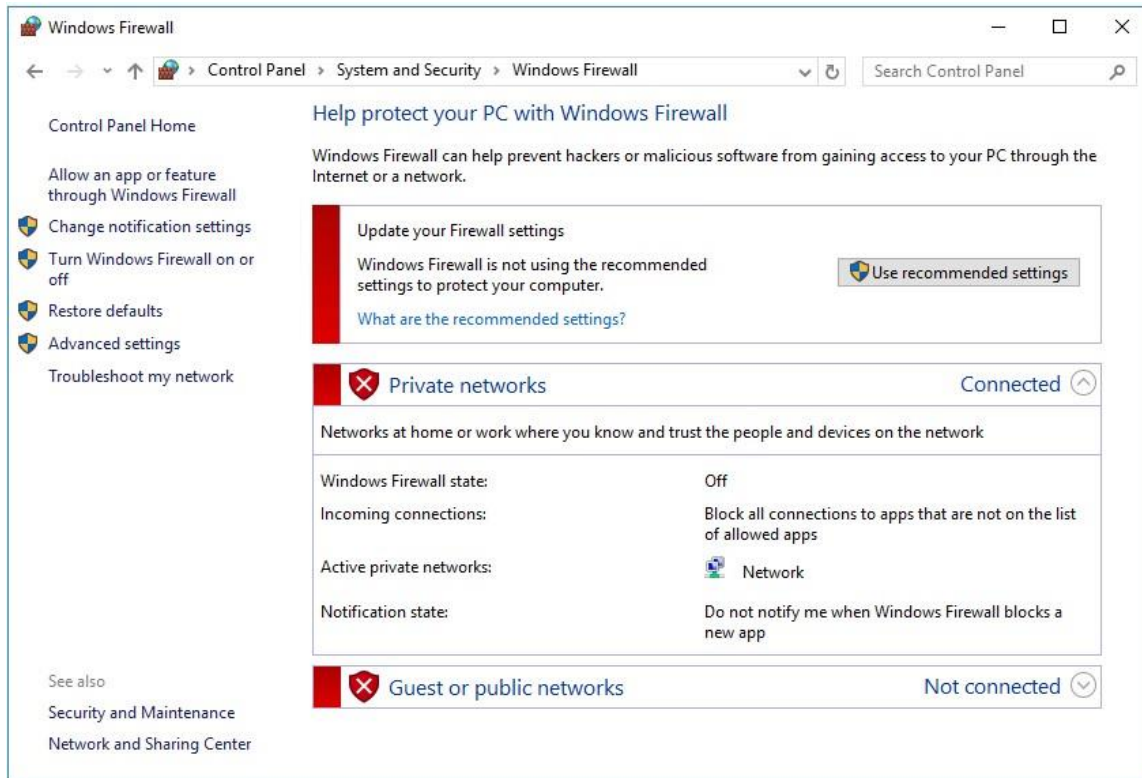 Windows Firewall
Control Panel › System and Security › Windows Firewall
Search Control Panel
Control Panel Home
Allow an app or feature
through Windows Firewall
Change notification settings
Turn Windows Firewall on or
off
Restore defaults
Advanced settings
Troubleshoot my network
See also
Security and Maintenance
Network and Sharing Center
Help protect your PC with Windows Firewall
Windows Firewall can help prevent hackers or malicious software from gaining access to your PC through the
Internet or a network.
Update your Firewall settings
Windows Firewall is not using the recommended
settings to protect your computer.
Use recommended settings
What are the recommended settings?
Private networks Connected
Networks at home or work where you know and trust the people and devices on the network
Windows Firewall state: Off
Incoming connections: Block all connections to apps that are not on the list
of allowed apps
Active private networks: Network
Notification state: Do not notify me when Windows Firewall blocks a
new app
Guest or public networks Not connected